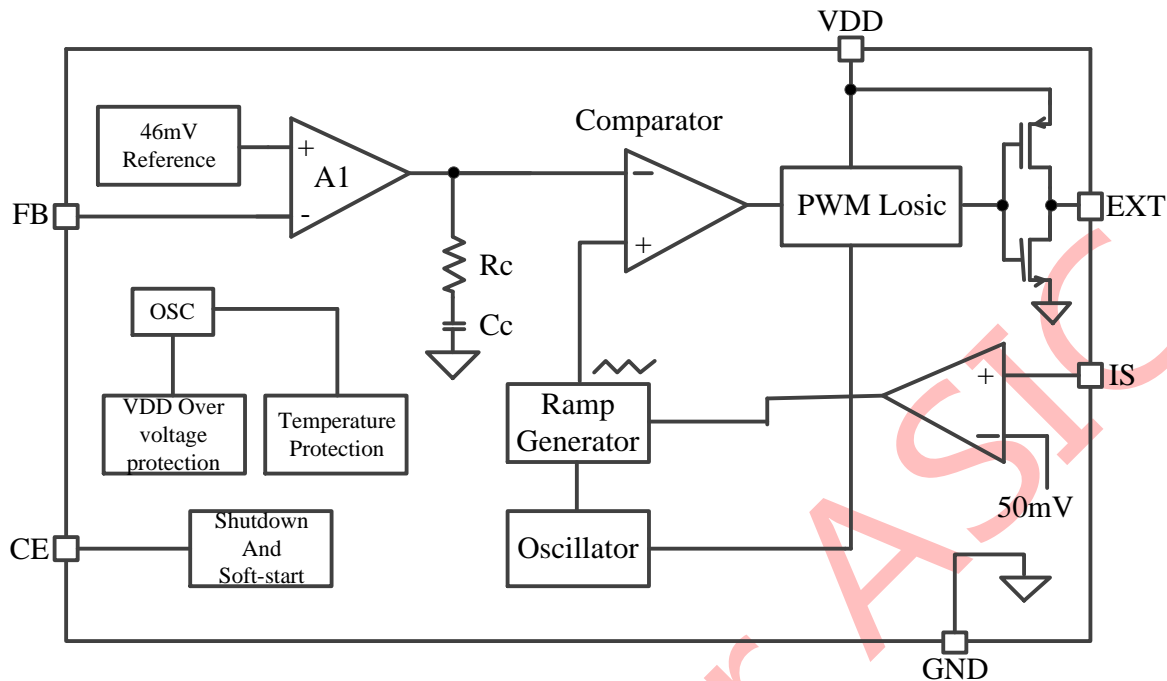 VDD
Comparator
46mV
Reference
+
A1
-
FB
−
+
PWM Losic
EXT
Rc
Cc
OSC
VDD Over
voltage
protection
Temperature
Protection
Ramp
Generator
+
−
IS
50mV
CE
Shutdown
And
Soft-start
Oscillator
GND
r ASIC